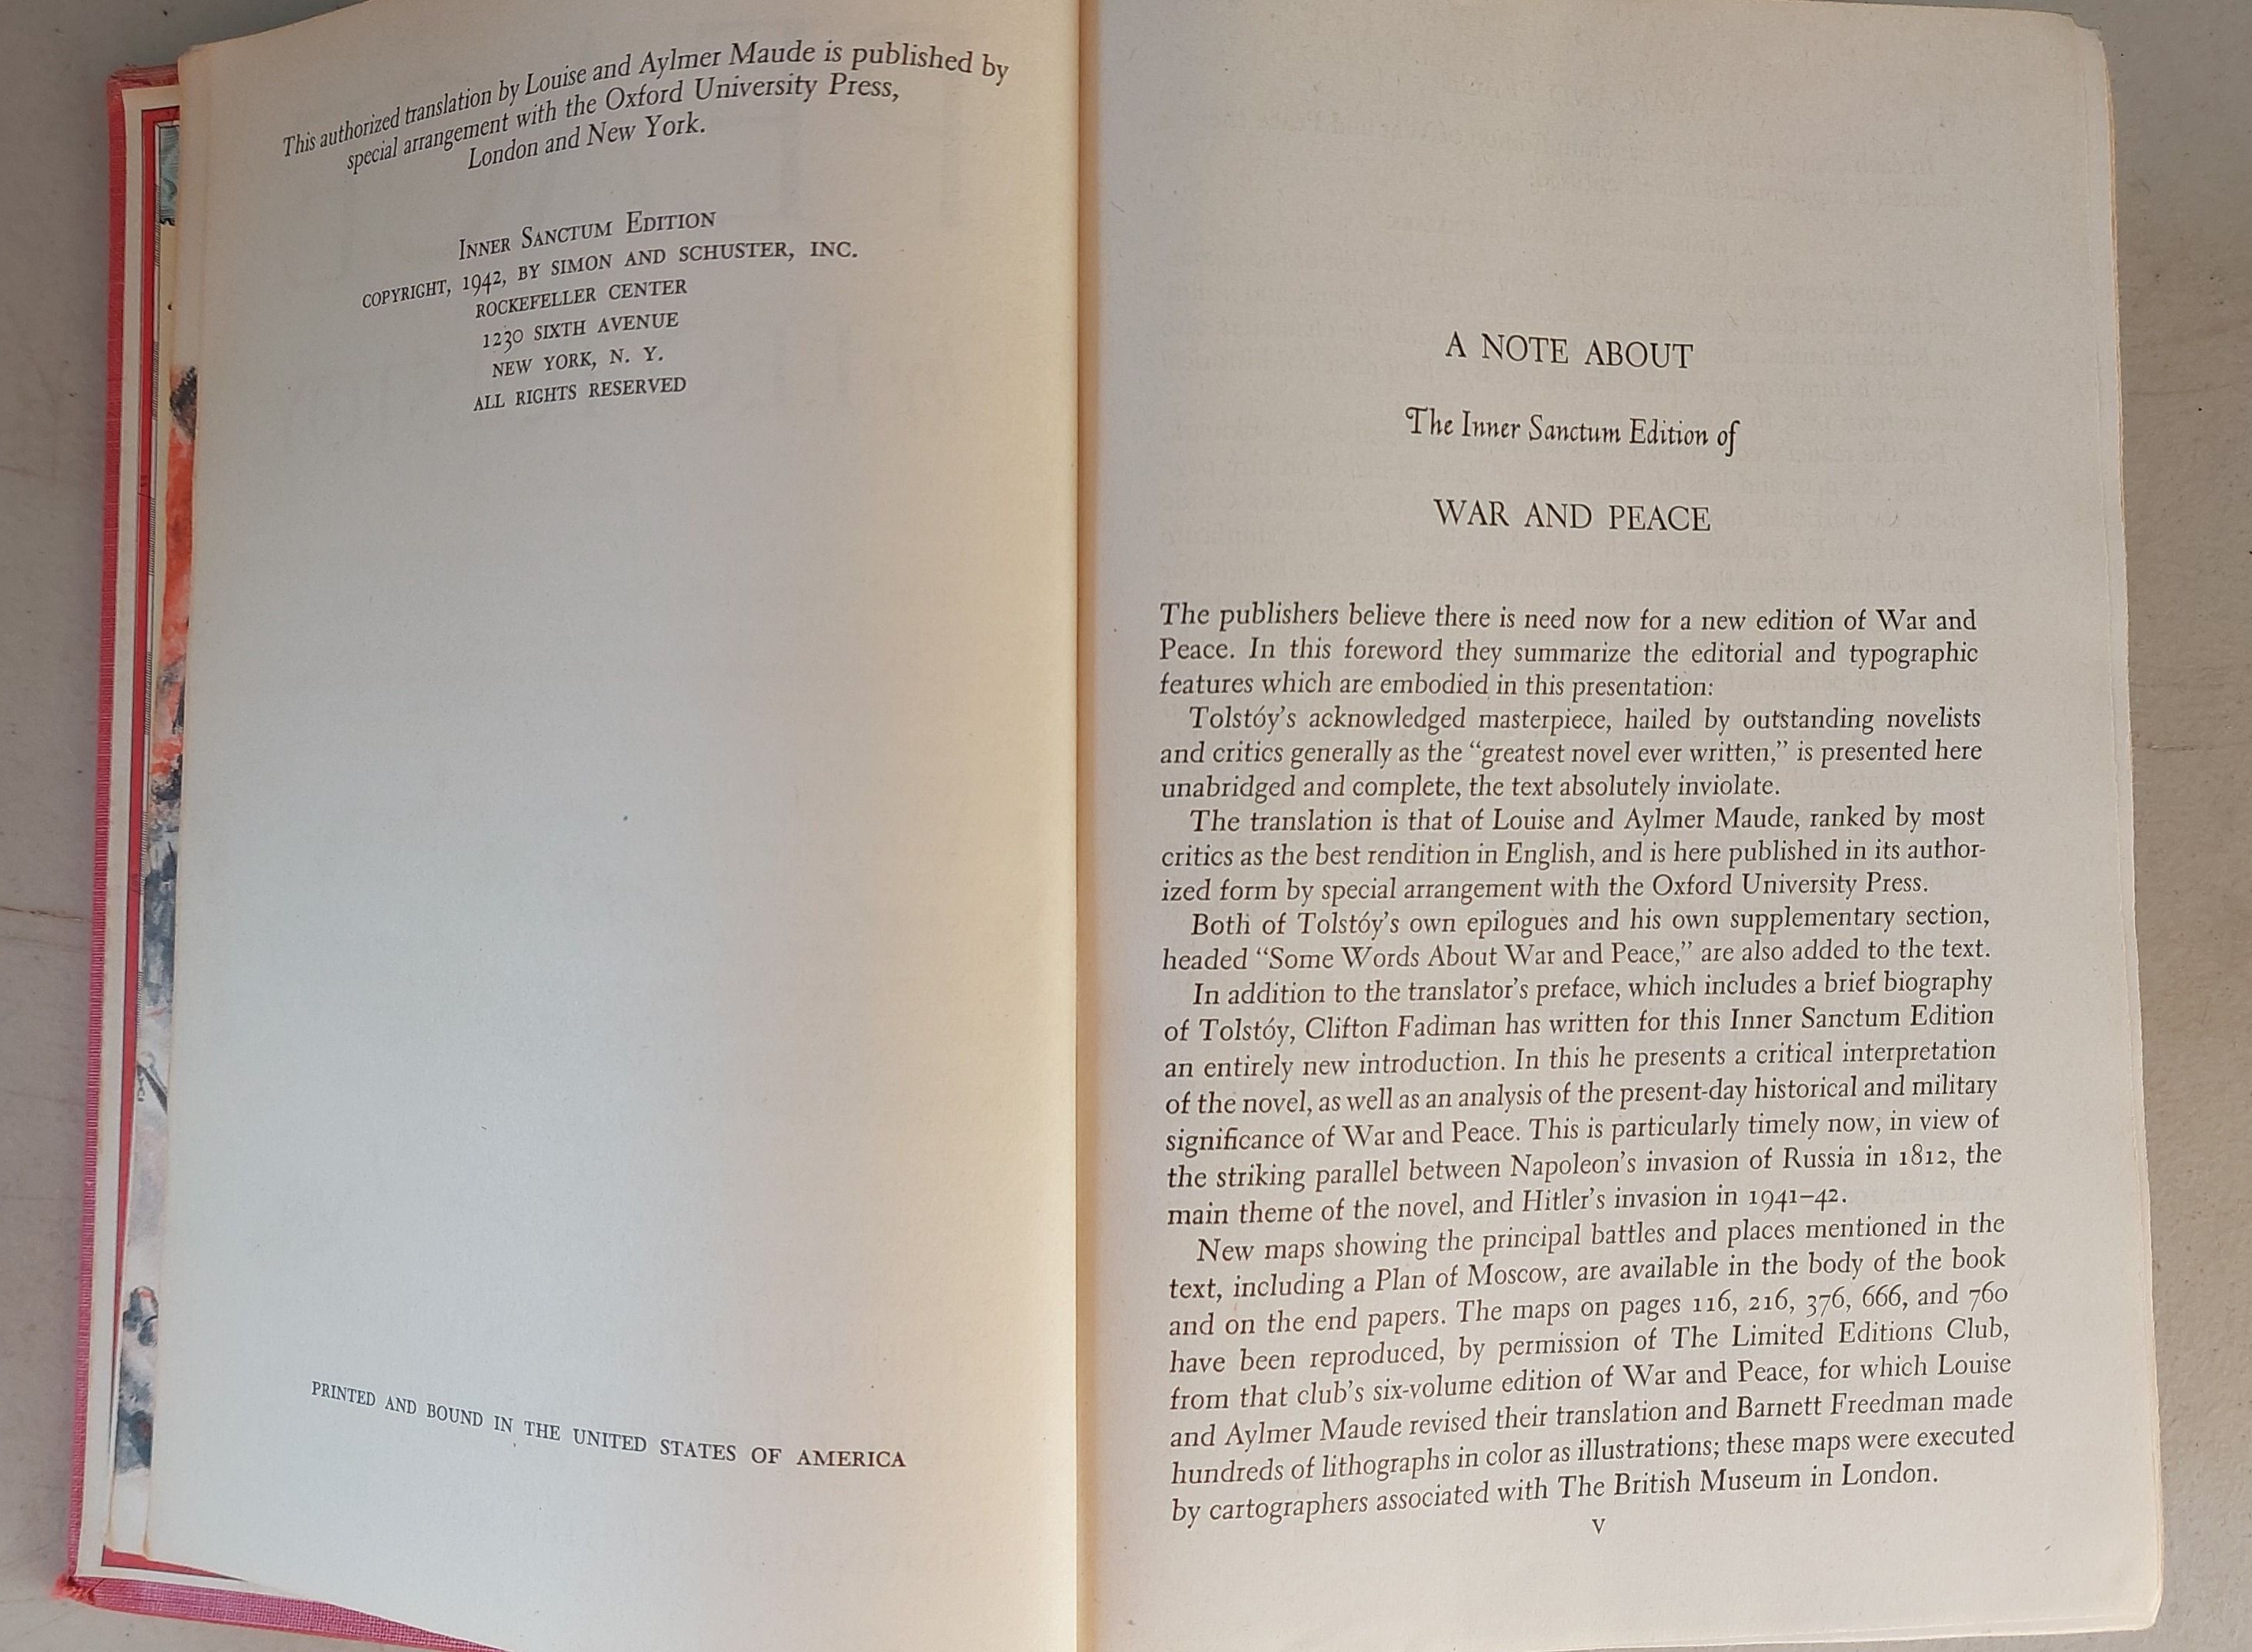 This authorized translation by Louise and Aylmer Maude is published by
special arrangement with the Oxford University Press,
London and New York.
Inner Sanctum Edition
COPYRIGHT, 1942, BY SIMON AND SCHUSTER, INC.
ROCKEFELLER CENTER
1230 SIXTH AVENUE
NEW YORK, N. Y.
ALL RIGHTS RESERVED
PRINTED AND BOUND IN THE UNITED STATES OF AMERICA
A NOTE ABOUT
The Inner Sanctum Edition of
WAR AND PEACE
The publishers believe there is need now for a new edition of War and
Peace. In this foreword they summarize the editorial and typographic
features which are embodied in this presentation:
Tolstóy's acknowledged masterpiece, hailed by outstanding novelists
and critics generally as the "greatest novel ever written," is presented here
unabridged and complete, the text absolutely inviolate.
The translation is that of Louise and Aylmer Maude, ranked by most
critics as the best rendition in English, and is here published in its author-
ized form by special arrangement with the Oxford University Press.
Both of Tolstóy's own epilogues and his own supplementary section,
headed "Some Words About War and Peace," are also added to the text.
In addition to the translator's preface, which includes a brief biography
of Tolstóy, Clifton Fadiman has written for this Inner Sanctum Edition
an entirely new introduction. In this he presents a critical interpretation
of the novel, as well as an analysis of the present-day historical and military
significance of War and Peace. This is particularly timely now, in view of
the striking parallel between Napoleon's invasion of Russia in 1812, the
main theme of the novel, and Hitler's invasion in 1941–42.
New maps showing the principal battles and places mentioned in the
text, including a Plan of Moscow, are available in the body of the book
and on the end papers. The maps on pages 116, 216, 376, 666, and 760
have been reproduced, by permission of The Limited Editions Club,
from that club's six-volume edition of War and Peace, for which Louise
and Aylmer Maude revised their translation and Barnett Freedman made
hundreds of lithographs in color as illustrations; these maps were executed
by cartographers associated with The British Museum in London.
v